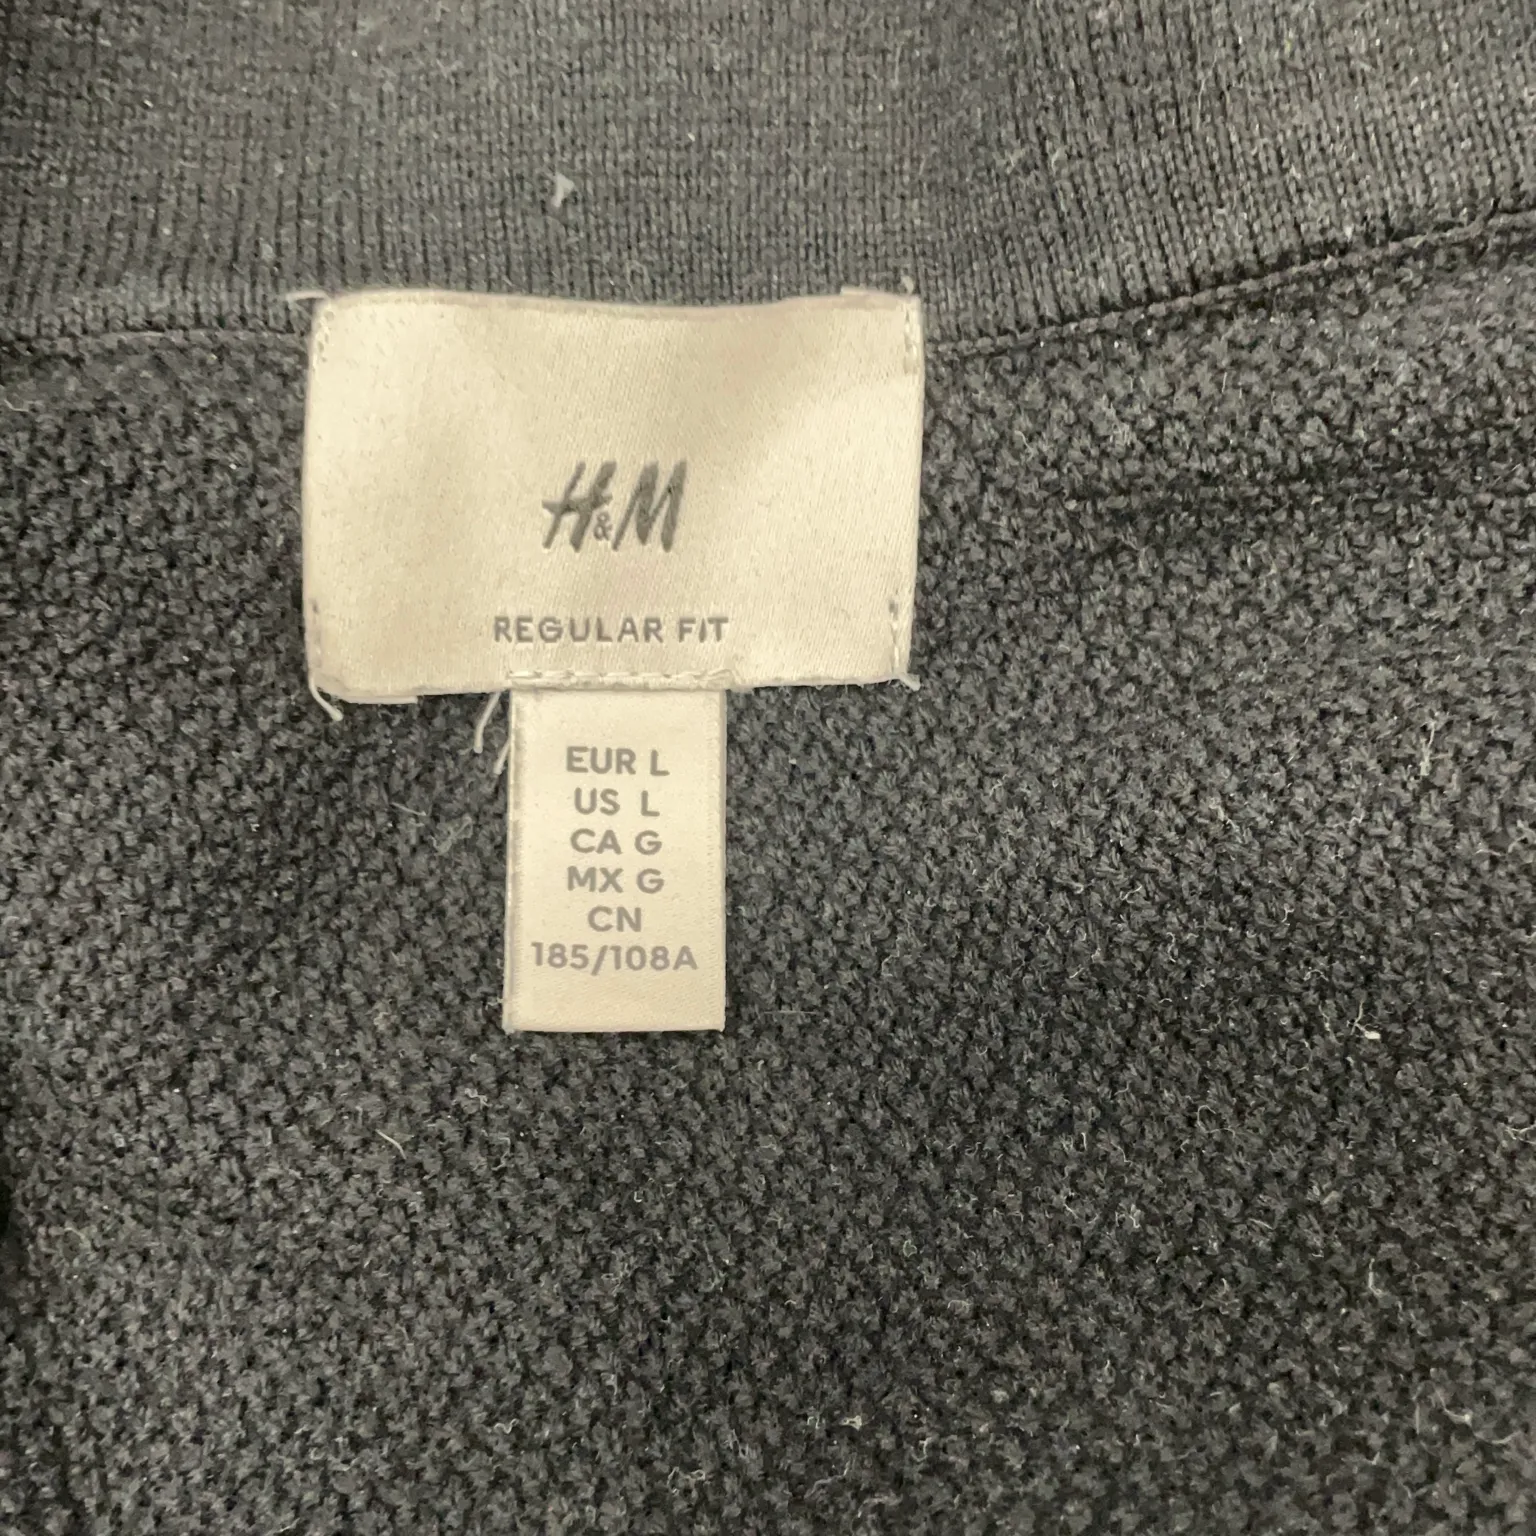 H&M
REGULAR FIT
EUR L
US L
CA G
MX G
CN
185/108A